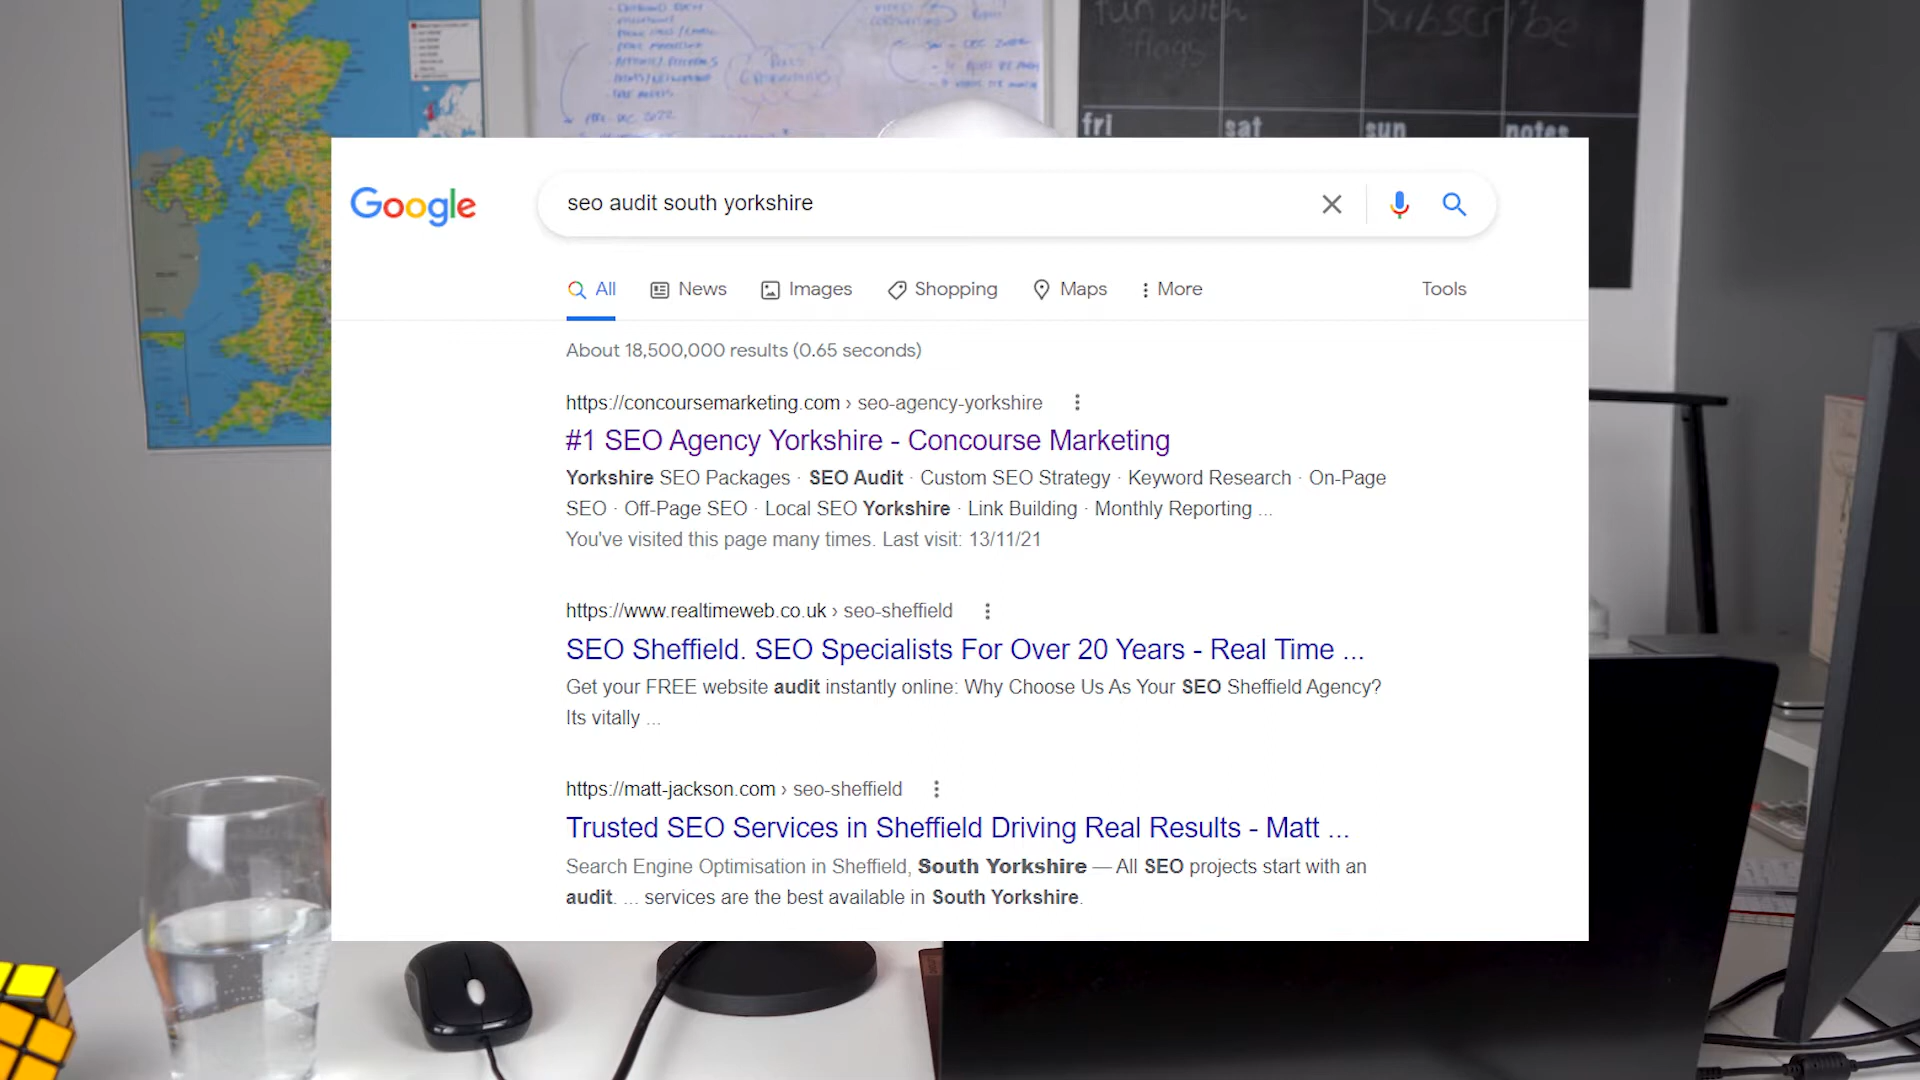 fun with
flags
Subscribe
fri
sat
sun
notes
Google
seo audit south yorkshire
All
News
Images
Shopping
Maps
More
Tools
About 18,500,000 results (0.65 seconds)
https://concoursemarketing.com › seo-agency-yorkshire
#1 SEO Agency Yorkshire - Concourse Marketing
Yorkshire SEO Packages · SEO Audit · Custom SEO Strategy · Keyword Research · On-Page
SEO · Off-Page SEO · Local SEO Yorkshire · Link Building · Monthly Reporting ...
You've visited this page many times. Last visit: 13/11/21
https://www.realtimeweb.co.uk › seo-sheffield
SEO Sheffield. SEO Specialists For Over 20 Years - Real Time ...
Get your FREE website audit instantly online: Why Choose Us As Your SEO Sheffield Agency?
Its vitally ...
https://matt-jackson.com › seo-sheffield
Trusted SEO Services in Sheffield Driving Real Results - Matt ...
Search Engine Optimisation in Sheffield, South Yorkshire — All SEO projects start with an
audit. ... services are the best available in South Yorkshire.